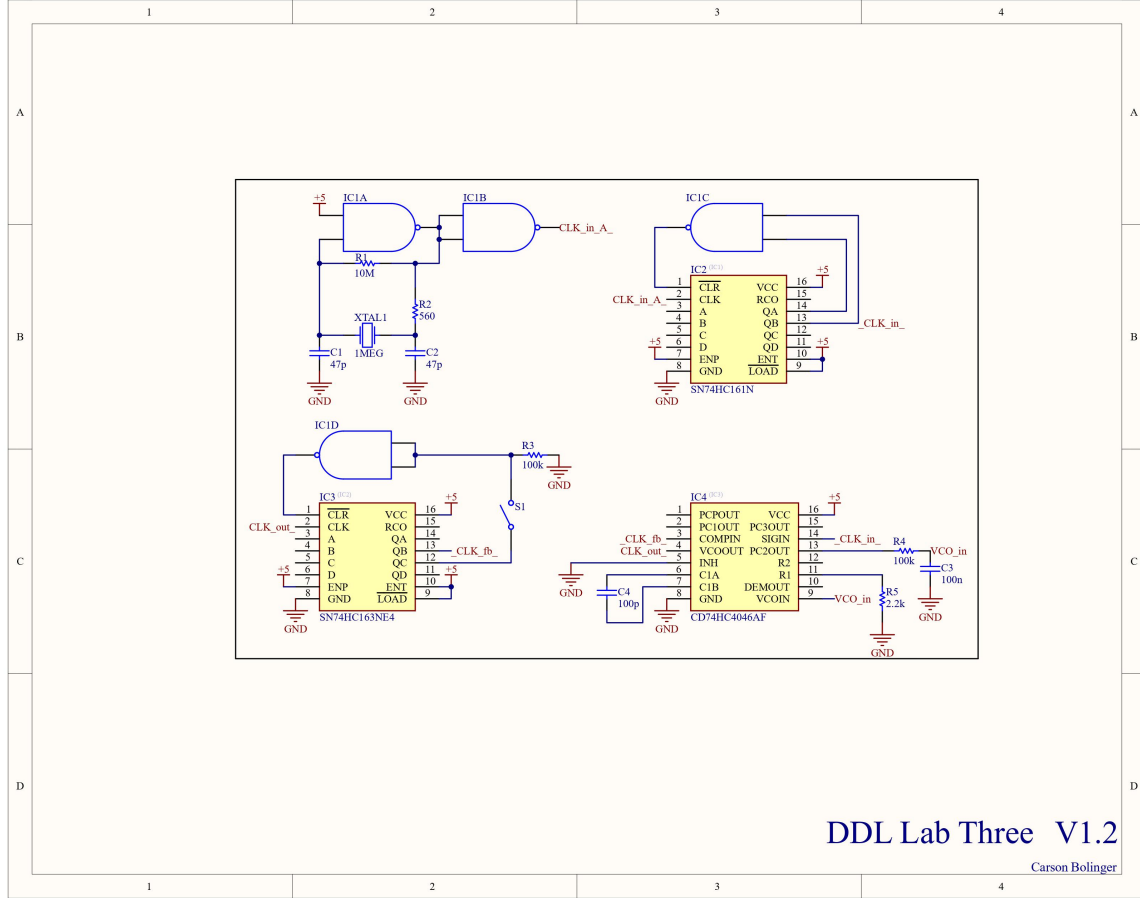 1 2 3 4
A A
B B
C C
D D
+5 IC1A IC1B
CLK_in_A_
R1
10M
R2
560
XTAL1
1MEG
C1
47p
C2
47p
GND GND
IC1C
IC2 (IC1)
+5
CLK_in_A_
_CLK_in_
1 CLR VCC 16
2 CLK RCO 15
3 A QA 14
4 B QB 13
5 C QC 12
6 D QD 11
7 ENP ENT 10
8 GND LOAD 9
+5 +5
GND
SN74HC161N
IC1D
R3
100k
GND
S1
IC3 (IC2)
+5
CLK_out_
_CLK_fb_
1 CLR VCC 16
2 CLK RCO 15
3 A QA 14
4 B QB 13
5 C QC 12
6 D QD 11
7 ENP ENT 10
8 GND LOAD 9
+5 +5
GND
SN74HC163NE4
IC4 (IC3)
+5
1 PCPOUT VCC 16
2 PC1OUT PC3OUT 15
_CLK_fb_ 3 COMPIN SIGIN 14 _CLK_in_
CLK_out_ 4 VCOOUT PC2OUT 13
5 INH R2 12
6 C1A R1 11
7 C1B DEMOUT 10
8 GND VCOIN 9 VCO_in
R4
100k
VCO_in
C3
100n
GND
GND
C4
100p
R5
2.2k
GND
GND
CD74HC4046AF
DDL Lab Three V1.2
Carson Bolinger
1 2 3 4